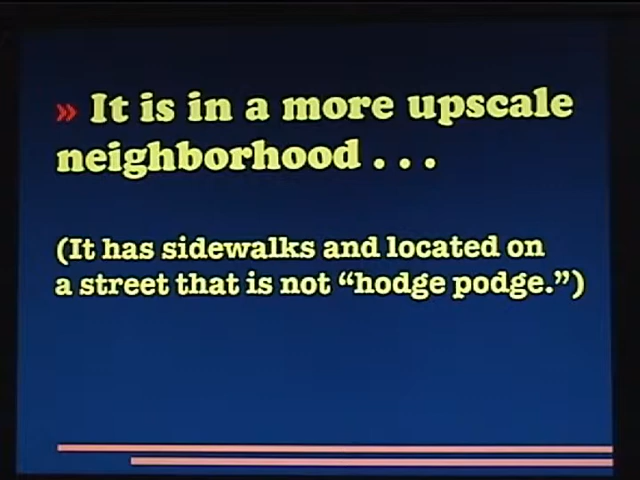 » It is in a more upscale
neighborhood . . .
(It has sidewalks and located on
a street that is not “hodge podge.”)